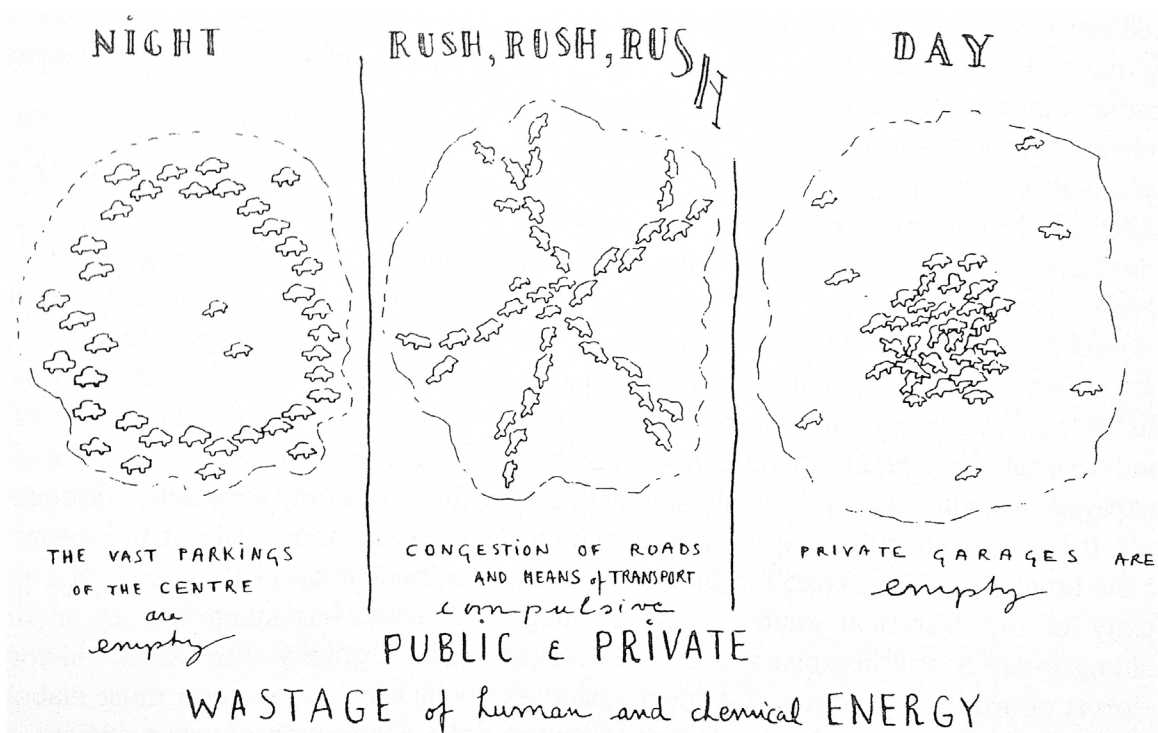 NIGHT
THE VAST PARKINGS
OF THE CENTRE
are
empty
RUSH, RUSH, RUSH
CONGESTION OF ROADS
AND MEANS of TRANSPORT
compulsive
DAY
PRIVATE GARAGES ARE
empty
PUBLIC & PRIVATE
WASTAGE of human and chemical ENERGY